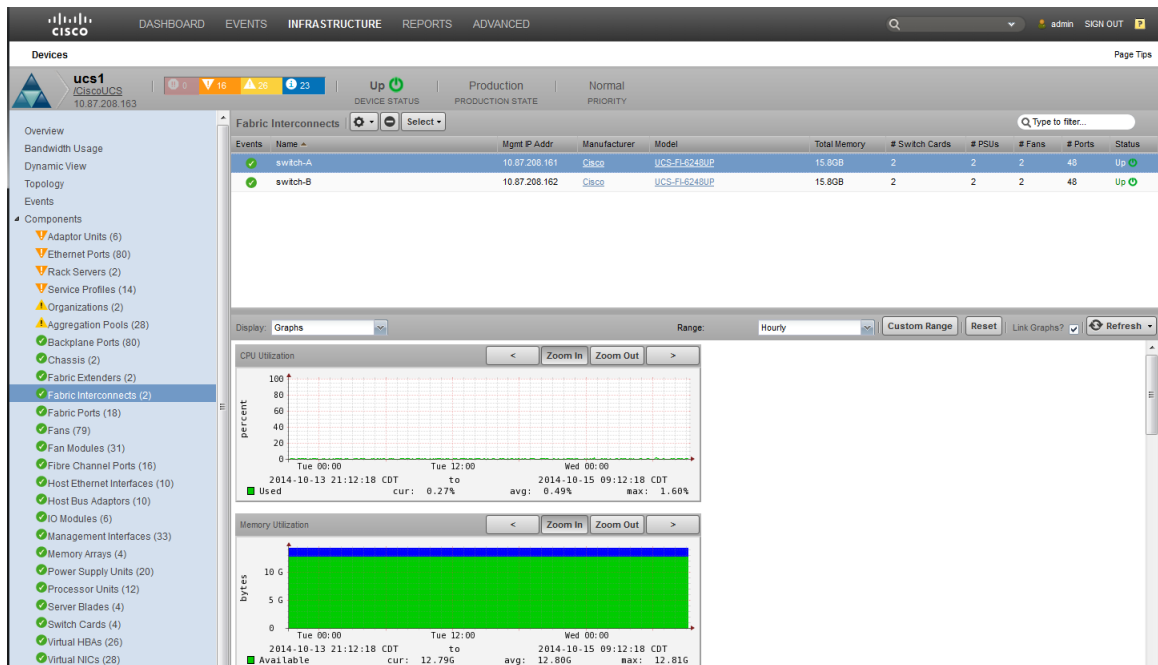 CISCO DASHBOARD EVENTS INFRASTRUCTURE REPORTS ADVANCED admin SIGN OUT ?
Devices Page Tips
ucs1
/CiscoUCS
10.87.208.163
0 16 26 23
Up
DEVICE STATUS
Production
PRODUCTION STATE
Normal
PRIORITY
Overview
Bandwidth Usage
Dynamic View
Topology
Events
Components
Adaptor Units (6)
Ethernet Ports (80)
Rack Servers (2)
Service Profiles (14)
Organizations (2)
Aggregation Pools (28)
Backplane Ports (80)
Chassis (2)
Fabric Extenders (2)
Fabric Interconnects (2)
Fabric Ports (18)
Fans (79)
Fan Modules (31)
Fibre Channel Ports (16)
Host Ethernet Interfaces (10)
Host Bus Adaptors (10)
IO Modules (6)
Management Interfaces (33)
Memory Arrays (4)
Power Supply Units (20)
Processor Units (12)
Server Blades (4)
Switch Cards (4)
Virtual HBAs (26)
Virtual NICs (28)
Fabric Interconnects Select Type to filter...
Events Name Mgmt IP Addr Manufacturer Model Total Memory # Switch Cards # PSUs # Fans # Ports Status
switch-A 10.87.208.161 Cisco UCS-FI-6248UP 15.8GB 2 2 2 48 Up
switch-B 10.87.208.162 Cisco UCS-FI-6248UP 15.8GB 2 2 2 48 Up
Display: Graphs Range: Hourly Custom Range Reset Link Graphs? Refresh
CPU Utilization < Zoom In Zoom Out >
percent
100
80
60
40
20
0
Tue 00:00 Tue 12:00 Wed 00:00
2014-10-13 21:12:18 CDT to 2014-10-15 09:12:18 CDT
Used cur: 0.27% avg: 0.49% max: 1.60%
Memory Utilization < Zoom In Zoom Out >
bytes
10 G
5 G
0
Tue 00:00 Tue 12:00 Wed 00:00
2014-10-13 21:12:18 CDT to 2014-10-15 09:12:18 CDT
Available cur: 12.79G avg: 12.80G max: 12.81G